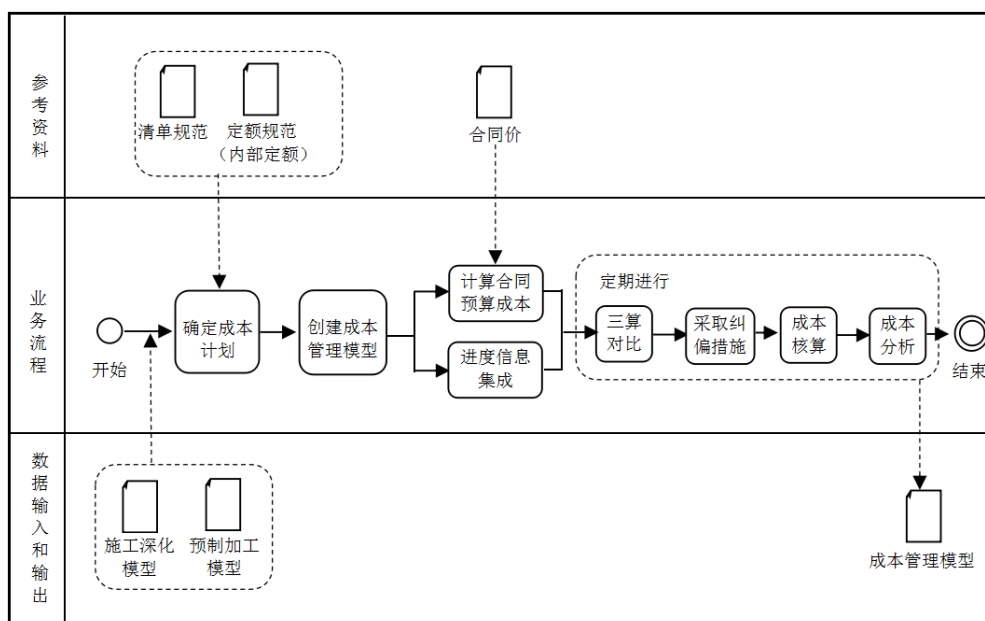 参考资料
清单规范
定额规范
（内部定额）
合同价
业务流程
开始
确定成本
计划
创建成本
管理模型
计算合同
预算成本
进度信息
集成
定期进行
三算
对比
采取纠
偏措施
成本
核算
成本
分析
结束
数据输入和输出
施工深化
模型
预制加工
模型
成本管理模型